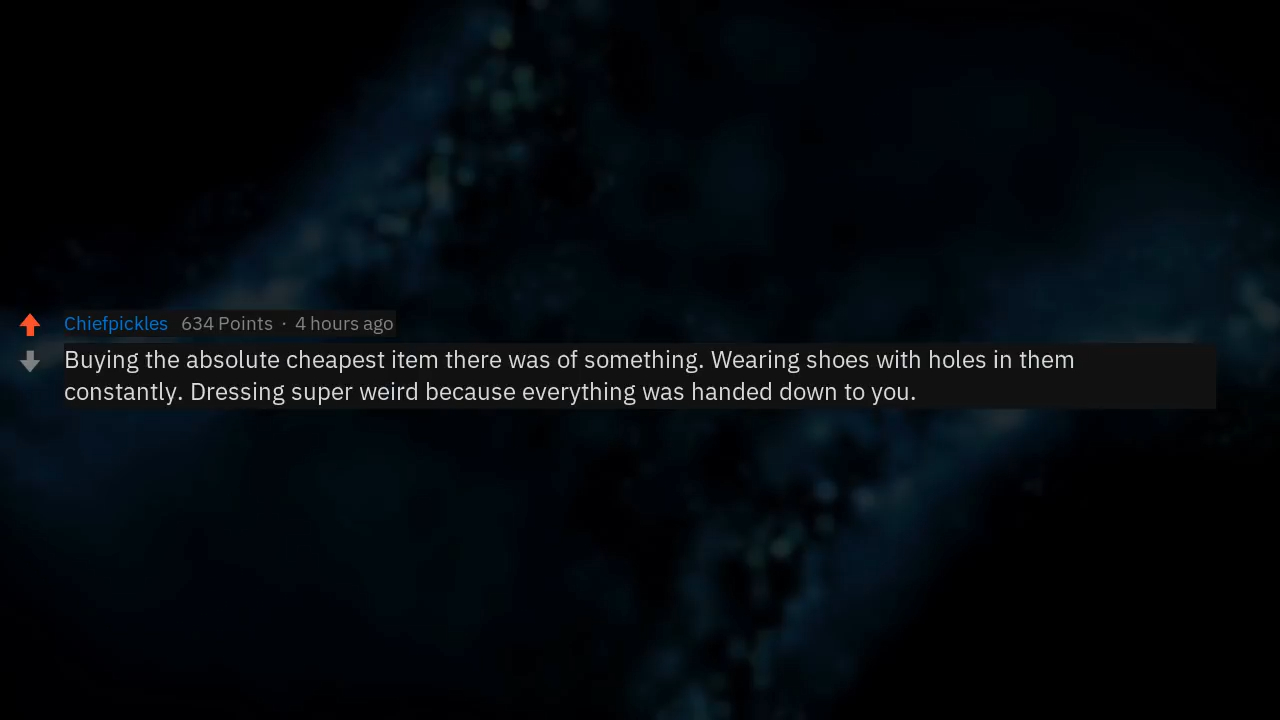 Chiefpickles 634 Points · 4 hours ago
Buying the absolute cheapest item there was of something. Wearing shoes with holes in them
constantly. Dressing super weird because everything was handed down to you.